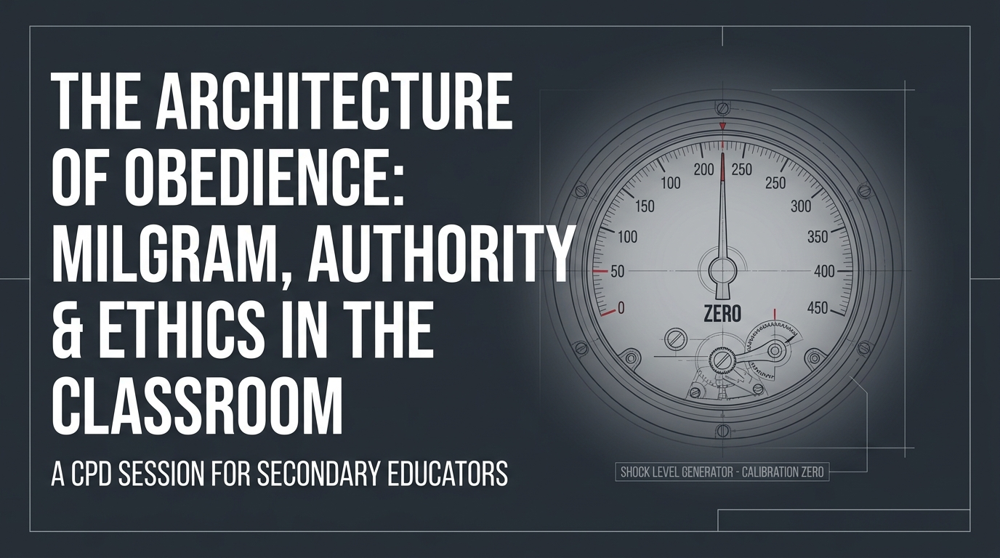 THE ARCHITECTURE
OF OBEDIENCE:
MILGRAM, AUTHORITY
& ETHICS IN THE
CLASSROOM
A CPD SESSION FOR SECONDARY EDUCATORS
200 250
100 250
150 300
100 350
50 400
0 450
ZERO
SHOCK LEVEL GENERATOR - CALIBRATION ZERO